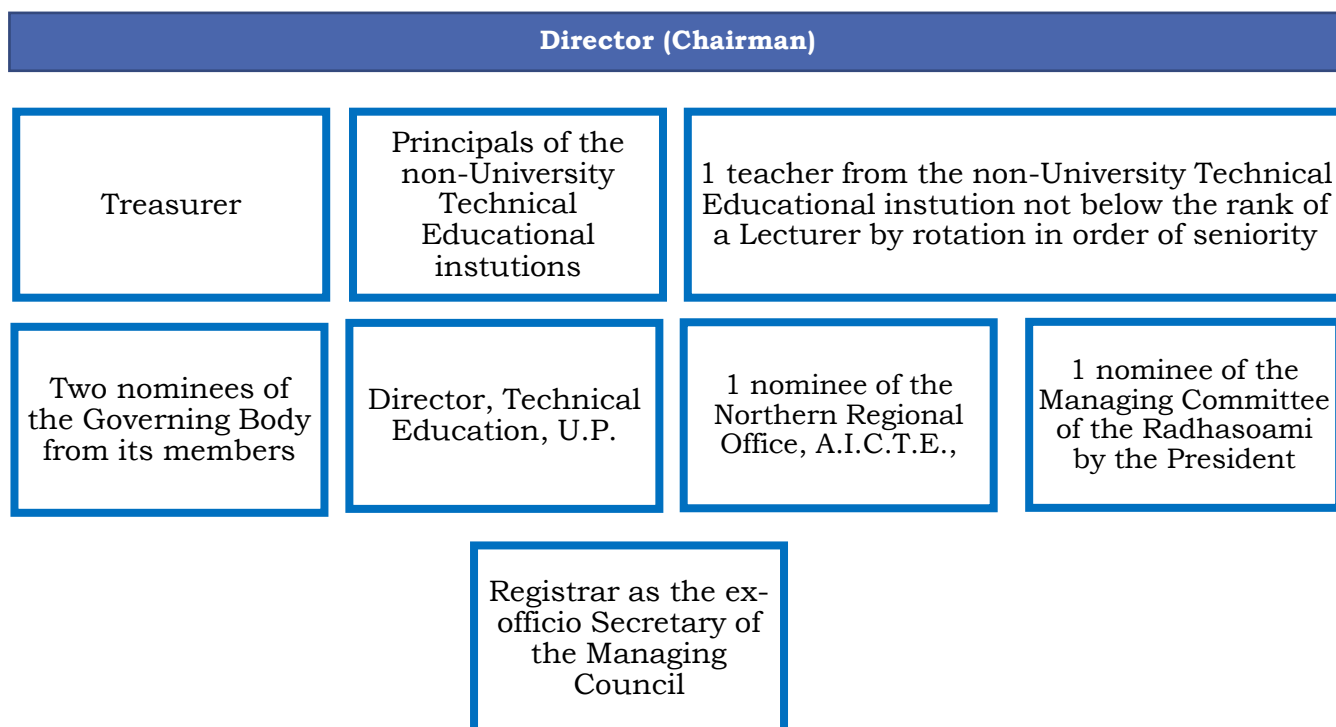 Director (Chairman)
Treasurer
Principals of the
non-University
Technical
Educational
instutions
1 teacher from the non-University Technical
Educational instution not below the rank of
a Lecturer by rotation in order of seniority
Two nominees of
the Governing Body
from its members
Director, Technical
Education, U.P.
1 nominee of the
Northern Regional
Office, A.I.C.T.E.,
1 nominee of the
Managing Committee
of the Radhasoami
by the President
Registrar as the ex-
officio Secretary of
the Managing
Council